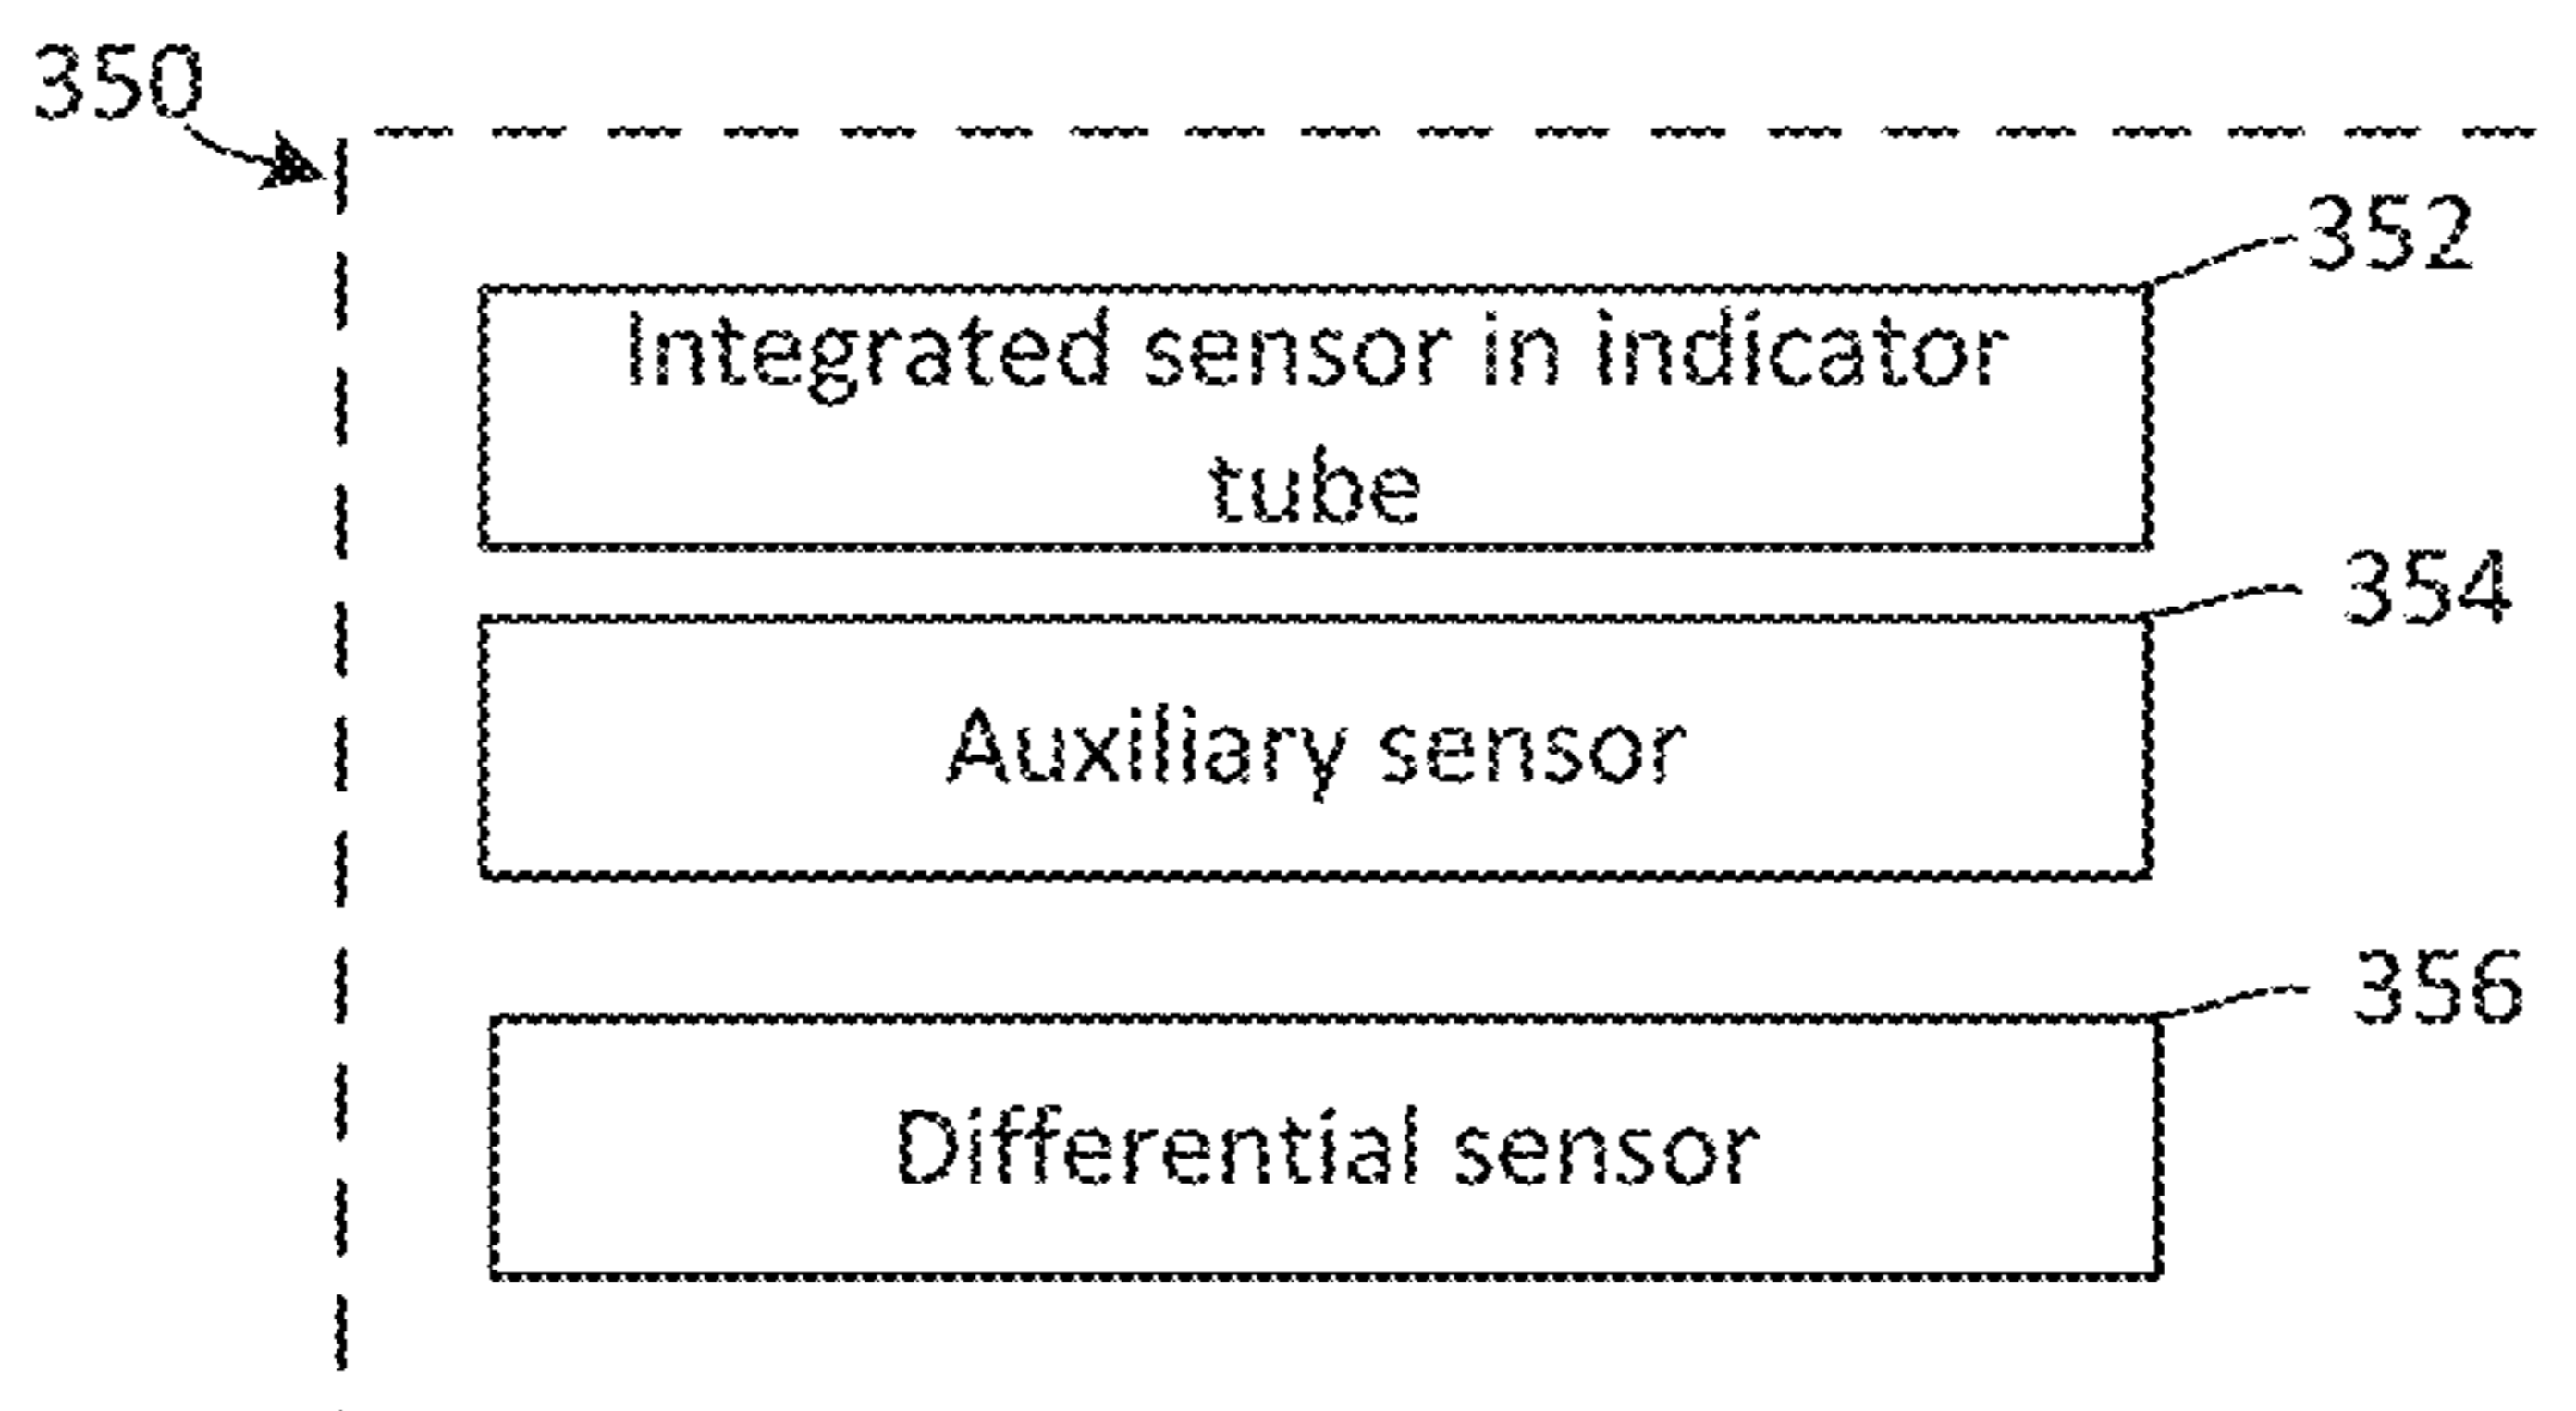 350
352
Integrated sensor in indicator
tube
354
Auxiliary sensor
356
Differential sensor